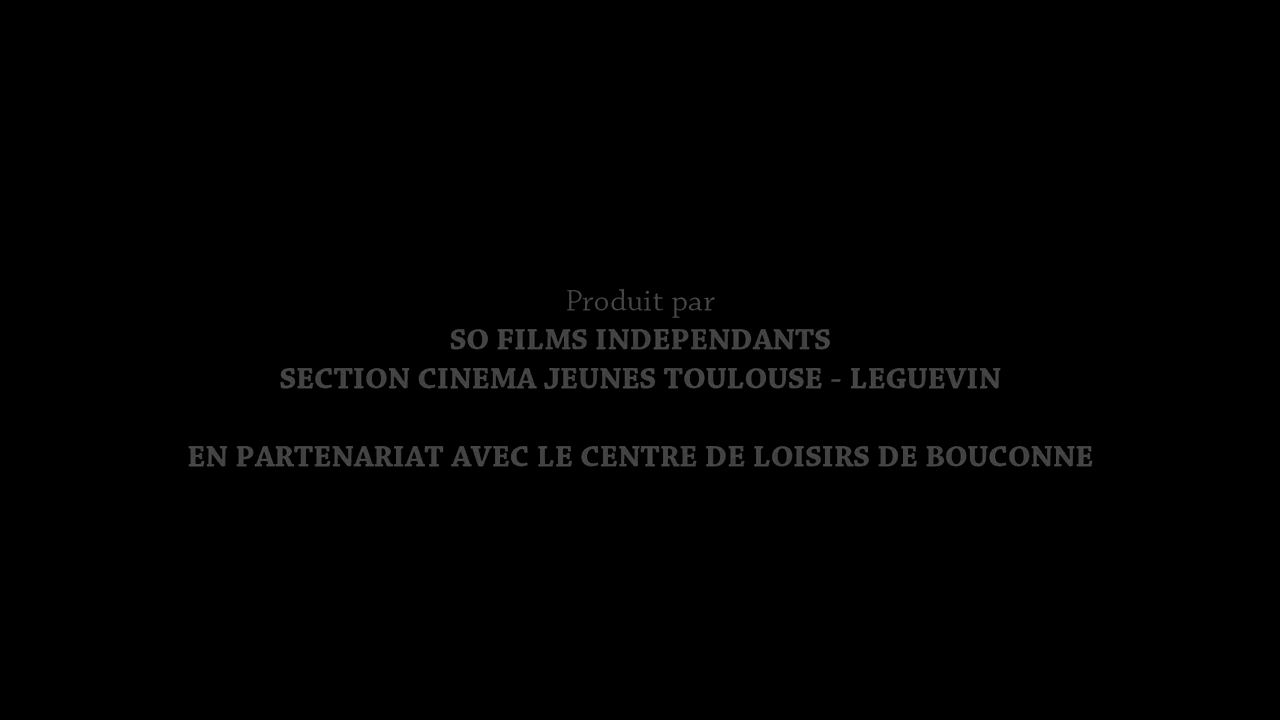 Produit par
SO FILMS INDEPENDANTS
SECTION CINEMA JEUNES TOULOUSE - LEGUEVIN
EN PARTENARIAT AVEC LE CENTRE DE LOISIRS DE BOUCONNE